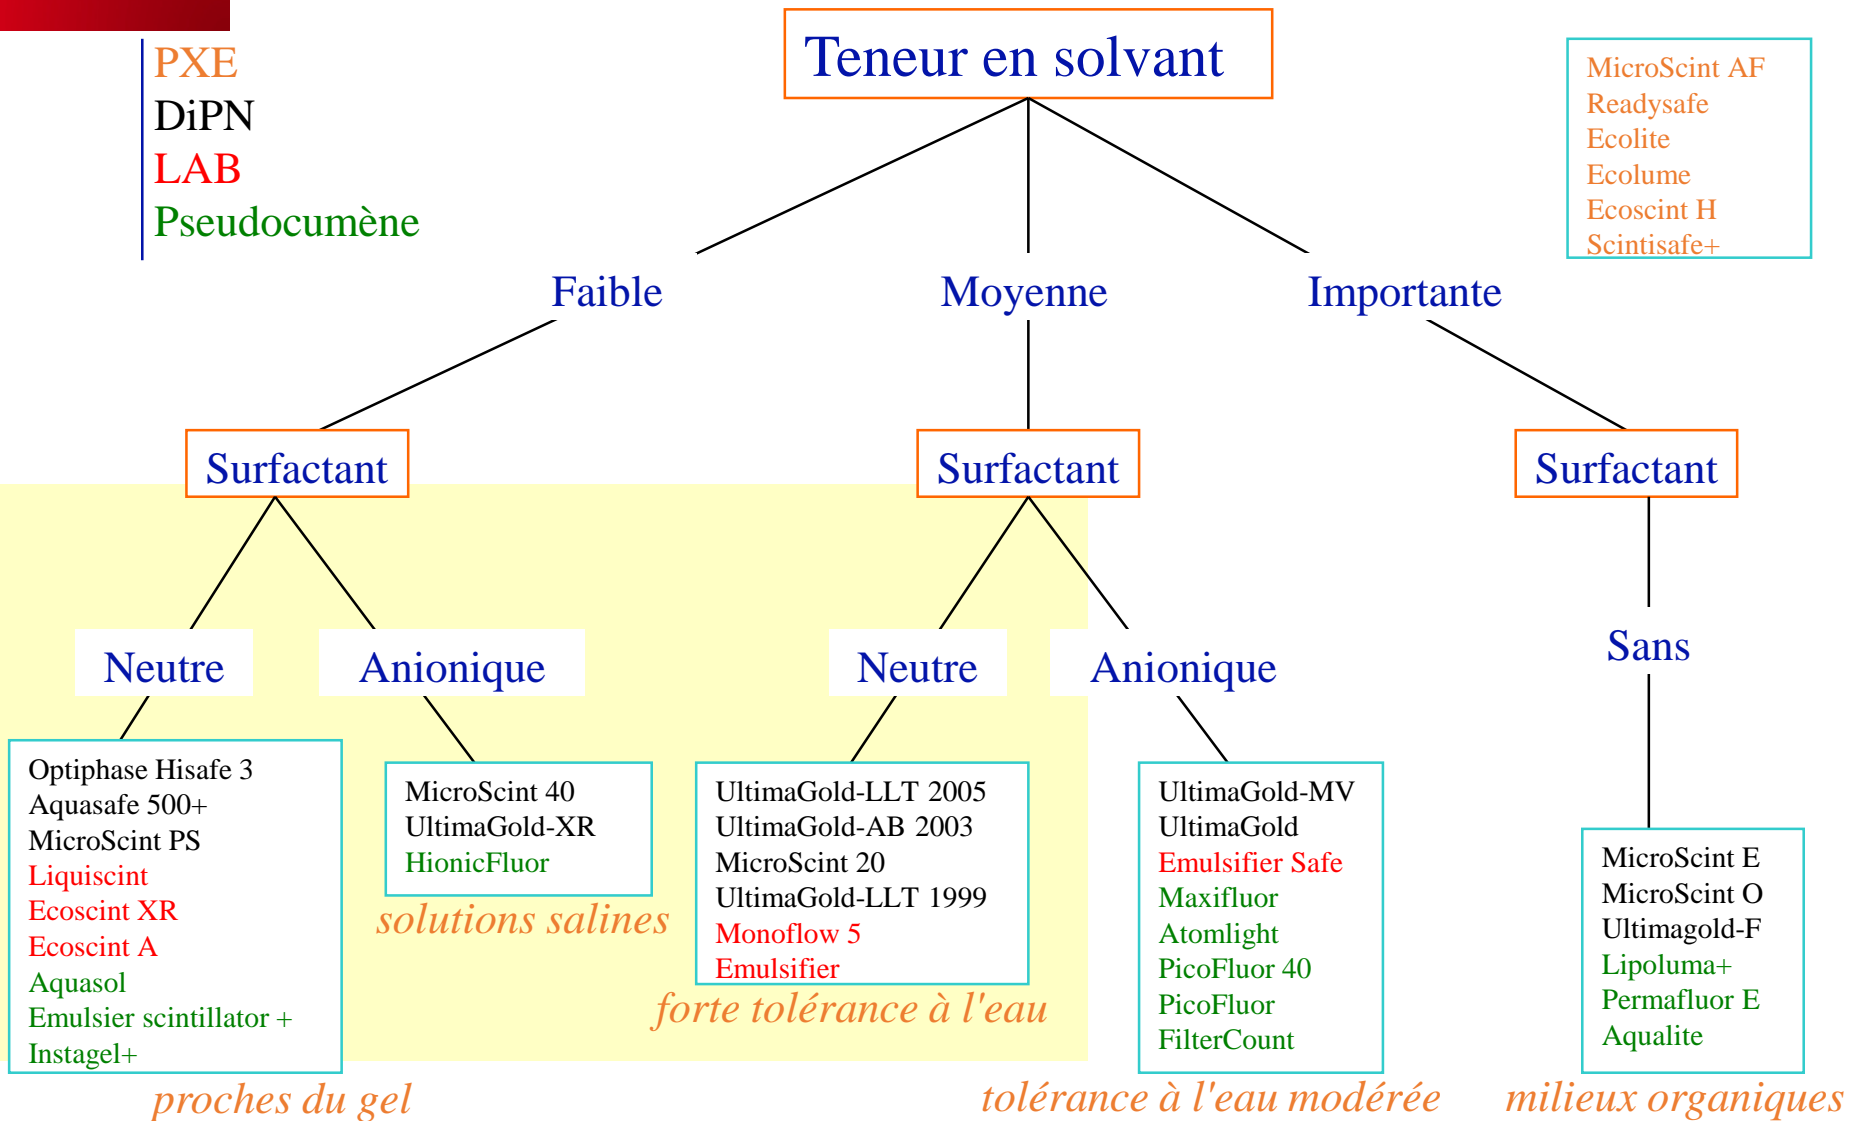 PXE
DiPN
LAB
Pseudocumène
Teneur en solvant
MicroScint AF
Readysafe
Ecolite
Ecolume
Ecoscint H
Scintisafe+
Faible
Moyenne
Importante
Surfactant
Surfactant
Surfactant
Neutre
Anionique
Neutre
Anionique
Sans
Optiphase Hisafe 3
Aquasafe 500+
MicroScint PS
Liquiscint
Ecoscint XR
Ecoscint A
Aquasol
Emulsier scintillator +
Instagel+
proches du gel
MicroScint 40
UltimaGold-XR
HionicFluor
solutions salines
UltimaGold-LLT 2005
UltimaGold-AB 2003
MicroScint 20
UltimaGold-LLT 1999
Monoflow 5
Emulsifier
forte tolérance à l'eau
UltimaGold-MV
UltimaGold
Emulsifier Safe
Maxifluor
Atomlight
PicoFluor 40
PicoFluor
FilterCount
tolérance à l'eau modérée
MicroScint E
MicroScint O
Ultimagold-F
Lipoluma+
Permafluor E
Aqualite
milieux organiques